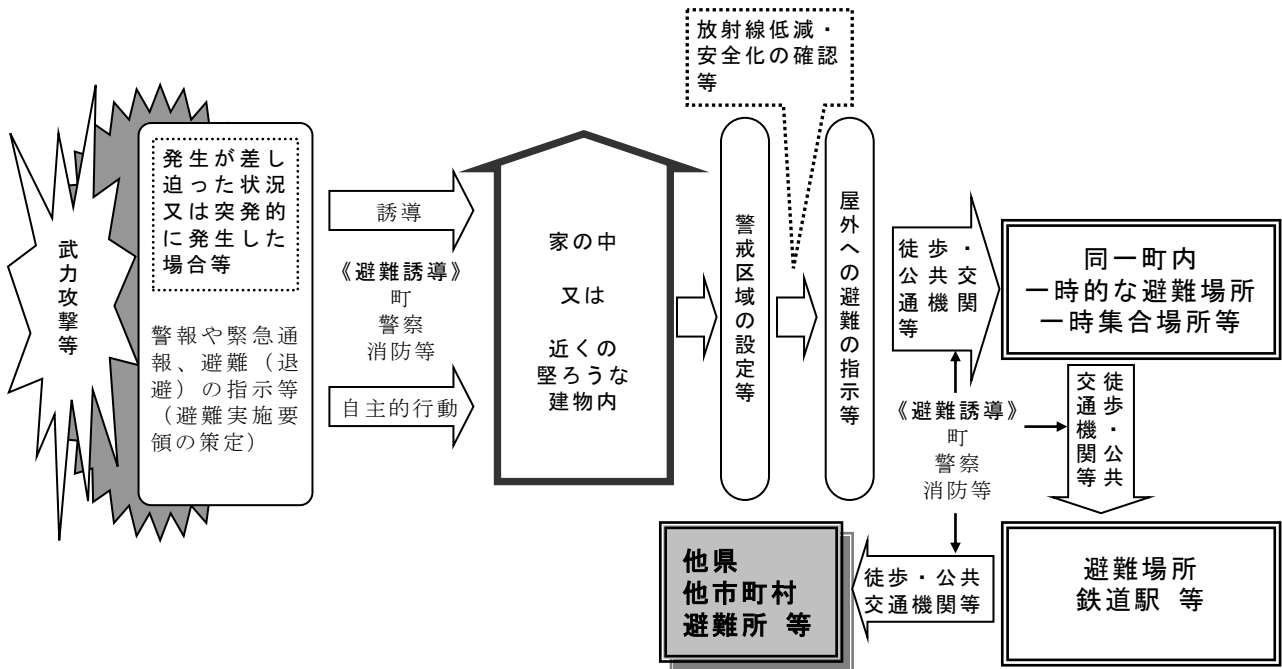 放射線低減・
安全化の確認
等
武力攻撃等
発生が差し
迫った状況
又は突発的
に発生した
場合等
警報や緊急通
報、避難（退
避）の指示等
（避難実施要
領の策定）
誘導
《避難誘導》
町
警察
消防等
自主的行動
家の中
又は
近くの
堅ろうな
建物内
警戒区域の設定等
屋外への避難の指示等
徒歩・
公共交
通機関
等
同一町内
一時的な避難場所
一時集合場所等
《避難誘導》
町
警察
消防等
徒歩・公共
交通機関等
避難場所
鉄道駅 等
徒歩・公共
交通機関等
他県
他市町村
避難所 等